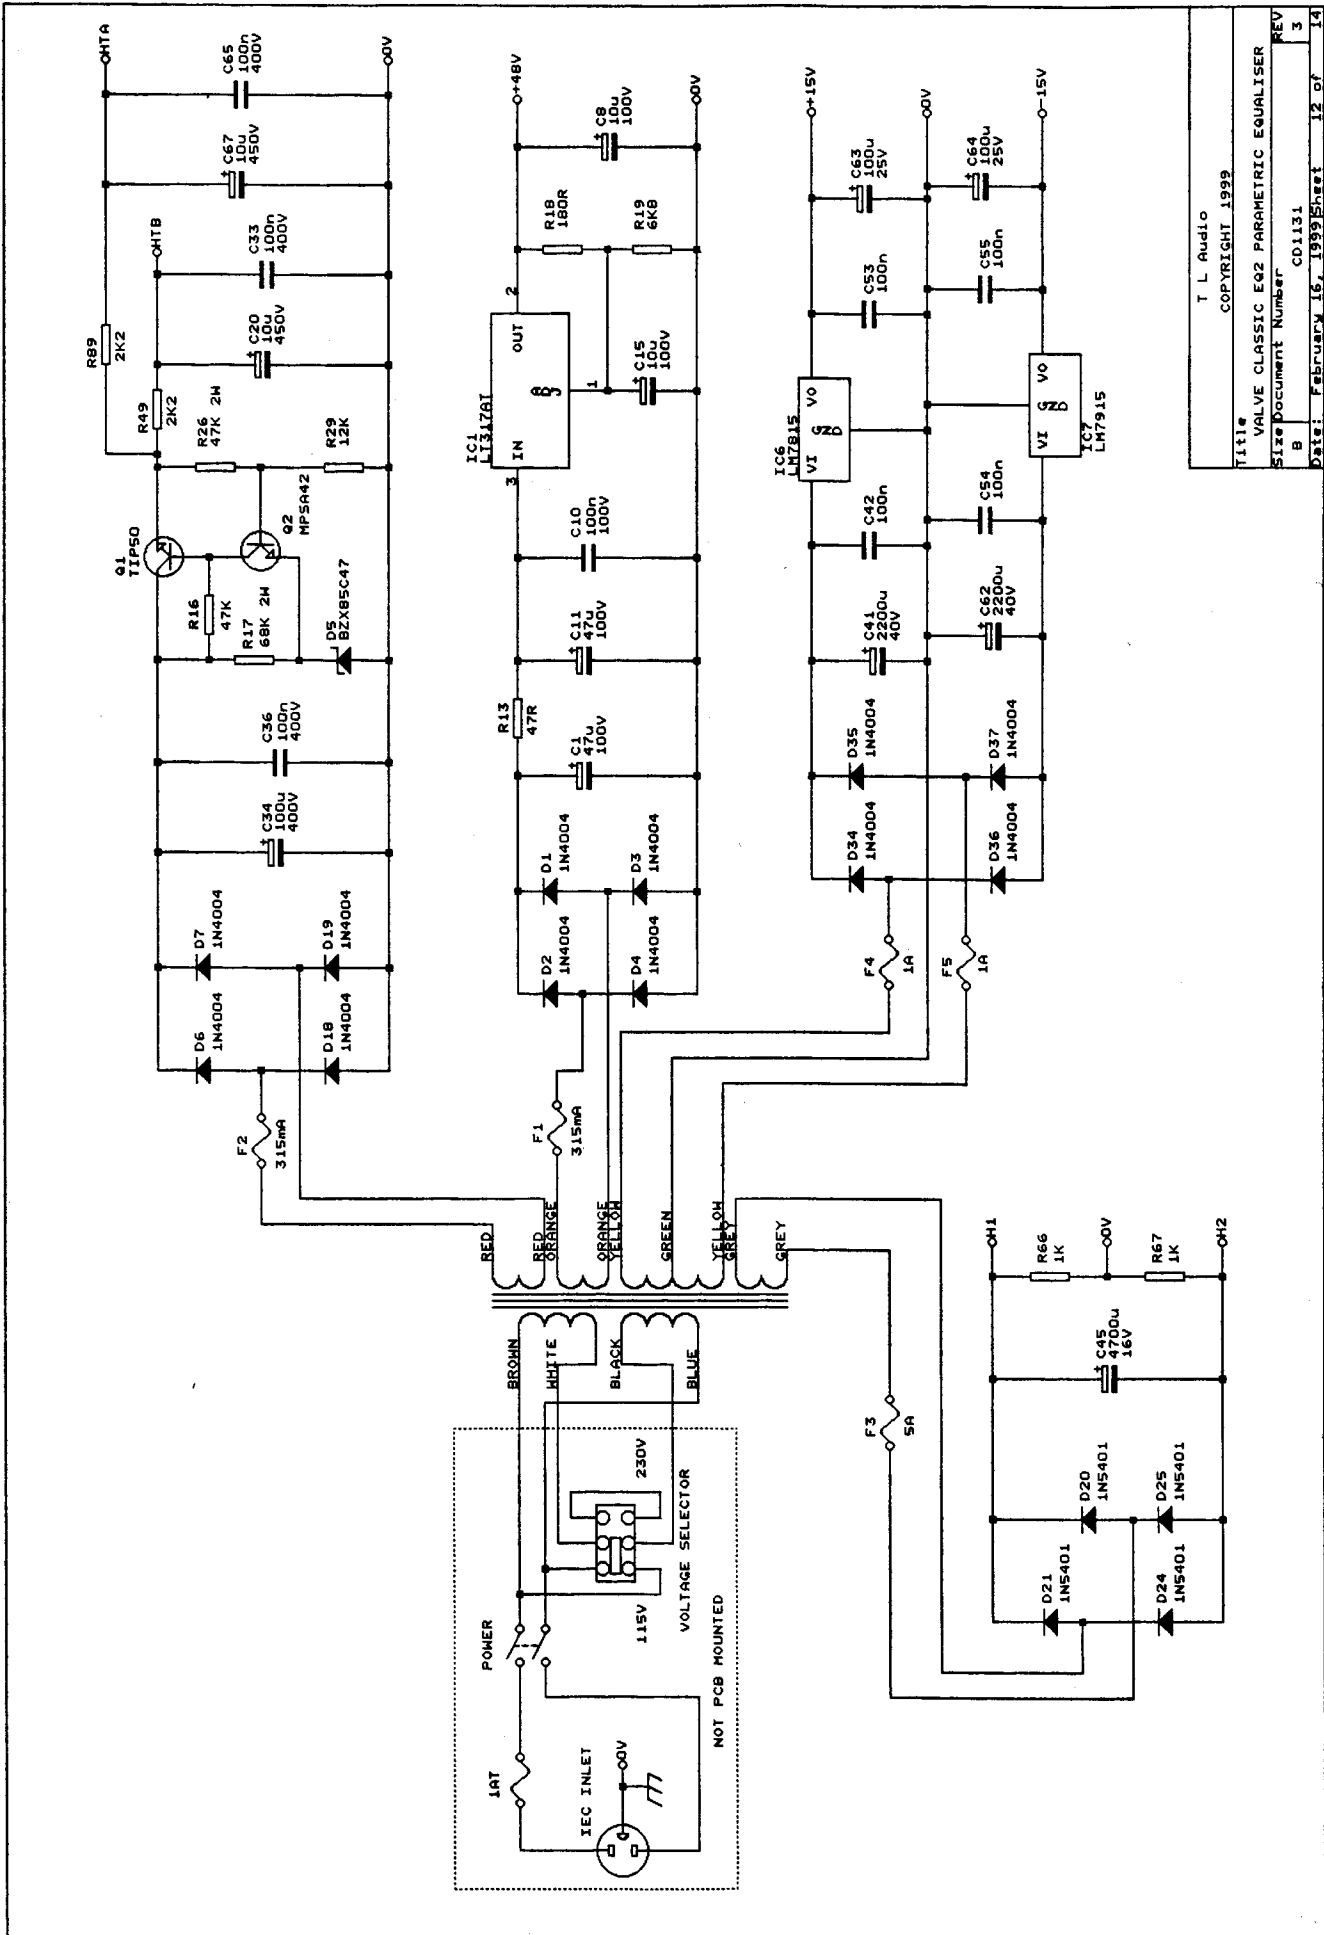 HTA
C65
100n
400V
0V
C67
10u
450V
HTB
C33
100n
400V
C20
10u
450V
R89
2K2
R49
2K2
R26
47K 2W
R29
12K
Q1
TIP50
Q2
MPSA42
R16
47K
R17
68K 2W
D5
BZX85C47
C36
100n
400V
C34
100u
400V
D7
1N4004
D19
1N4004
D6
1N4004
D18
1N4004
F2
315mA
+48V
C8
10u
100V
0V
R18
180R
R19
6K8
2
OUT
ADJ
1
C15
10u
100V
IC1
LT317AT
IN
3
C10
100n
100V
C11
47u
100V
R13
47R
C1
47u
100V
D1
1N4004
D3
1N4004
D2
1N4004
D4
1N4004
F1
315mA
+15V
0V
-15V
C63
100u
25V
C64
100u
25V
C53
100n
C55
100n
IC6
LM7815
VI
GND
VO
IC7
LM7915
VI
GND
VO
C42
100n
C54
100n
C41
2200u
40V
C62
2200u
40V
D35
1N4004
D37
1N4004
D34
1N4004
D36
1N4004
F4
1A
F5
1A
RED
RED
ORANGE
ORANGE
YELLOW
GREEN
YELLOW
GREY
GREY
BROWN
WHITE
BLACK
BLUE
230V
115V
VOLTAGE SELECTOR
POWER
NOT PCB MOUNTED
1AT
IEC INLET
0V
F3
5A
H1
R66
1K
0V
R67
1K
H2
C45
4700u
16V
D20
1N5401
D25
1N5401
D21
1N5401
D24
1N5401
T L Audio
COPYRIGHT 1999
Title
VALVE CLASSIC EQ2 PARAMETRIC EQUALISER
Size Document Number REV
B CD1131 3
Date: February 16, 1999 Sheet 12 of 14